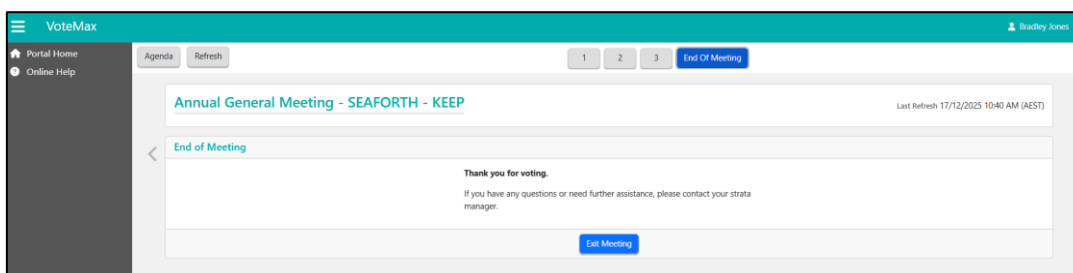 VoteMax
Bradley Jones
Portal Home
Online Help
Agenda
Refresh
1
2
3
End Of Meeting
Annual General Meeting - SEAFORTH - KEEP
Last Refresh 17/12/2025 10:40 AM (AEST)
End of Meeting
Thank you for voting.
If you have any questions or need further assistance, please contact your strata
manager.
Exit Meeting